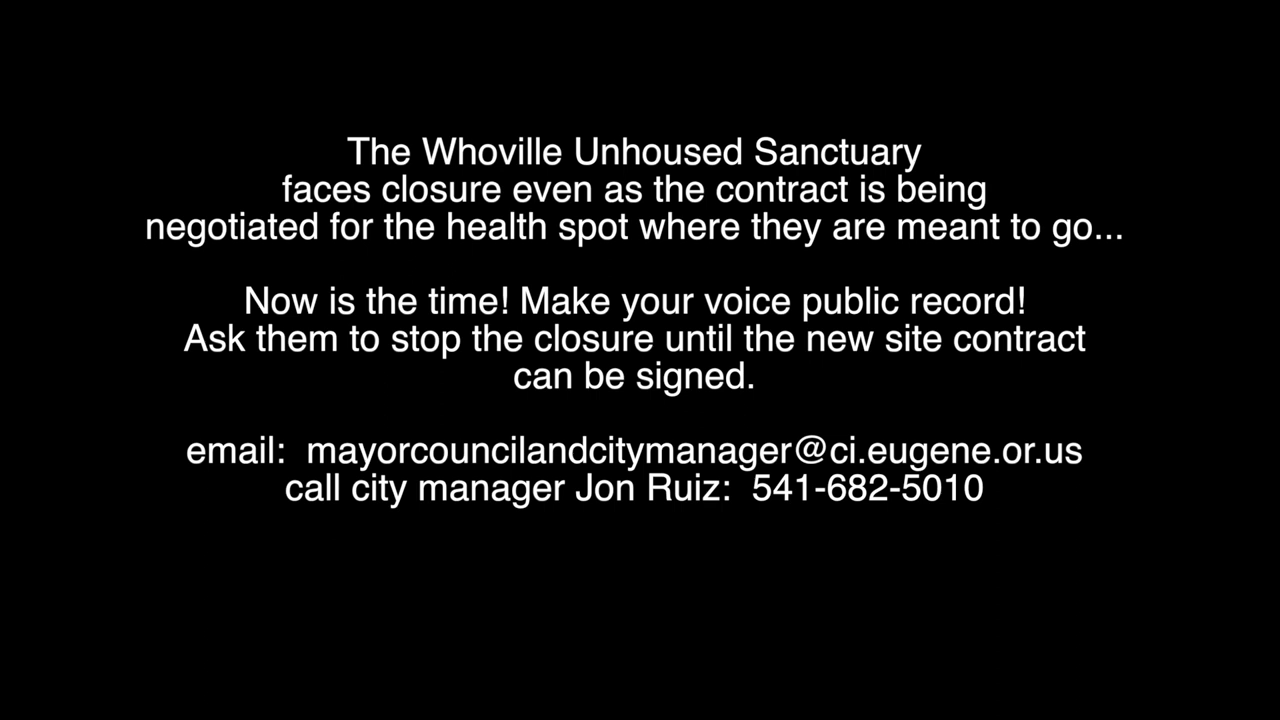 The Whoville Unhoused Sanctuary
faces closure even as the contract is being
negotiated for the health spot where they are meant to go...
Now is the time! Make your voice public record!
Ask them to stop the closure until the new site contract
can be signed.
email:  mayorcouncilandcitymanager@ci.eugene.or.us
call city manager Jon Ruiz:  541-682-5010